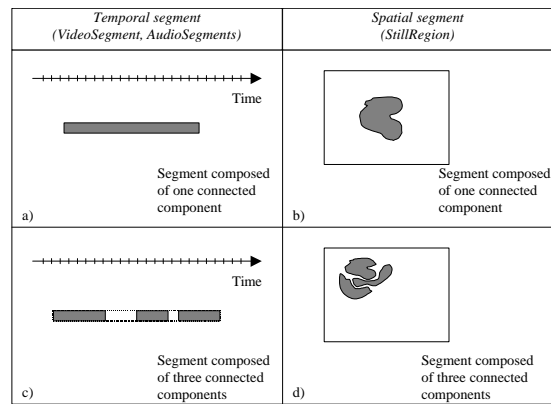 Temporal segment
(VideoSegment, AudioSegments)
Spatial segment
(StillRegion)
Time
Segment composed
of one connected
component
a)
Segment composed
of one connected
component
b)
Time
Segment composed
of three connected
components
c)
Segment composed
of three connected
components
d)